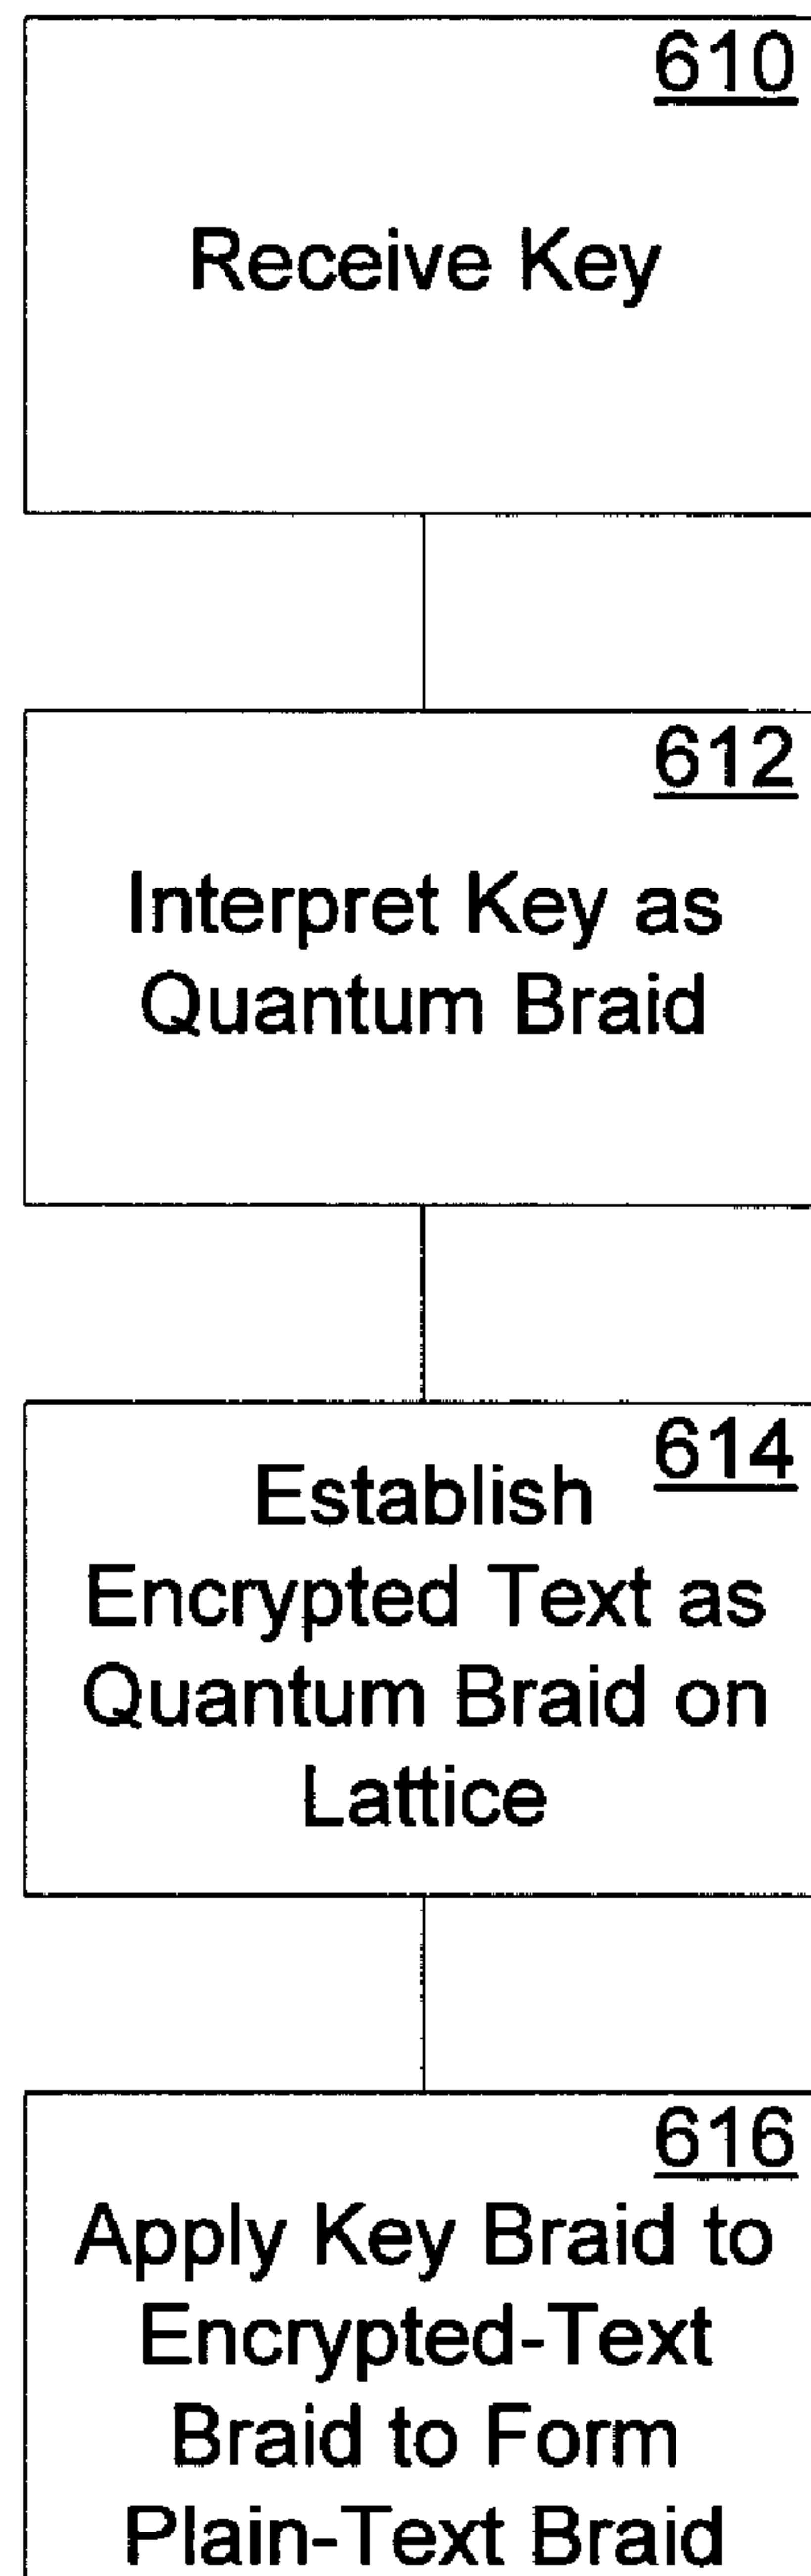 610
Receive Key
612
Interpret Key as
Quantum Braid
614
Establish
Encrypted Text as
Quantum Braid on
Lattice
616
Apply Key Braid to
Encrypted-Text
Braid to Form
Plain-Text Braid